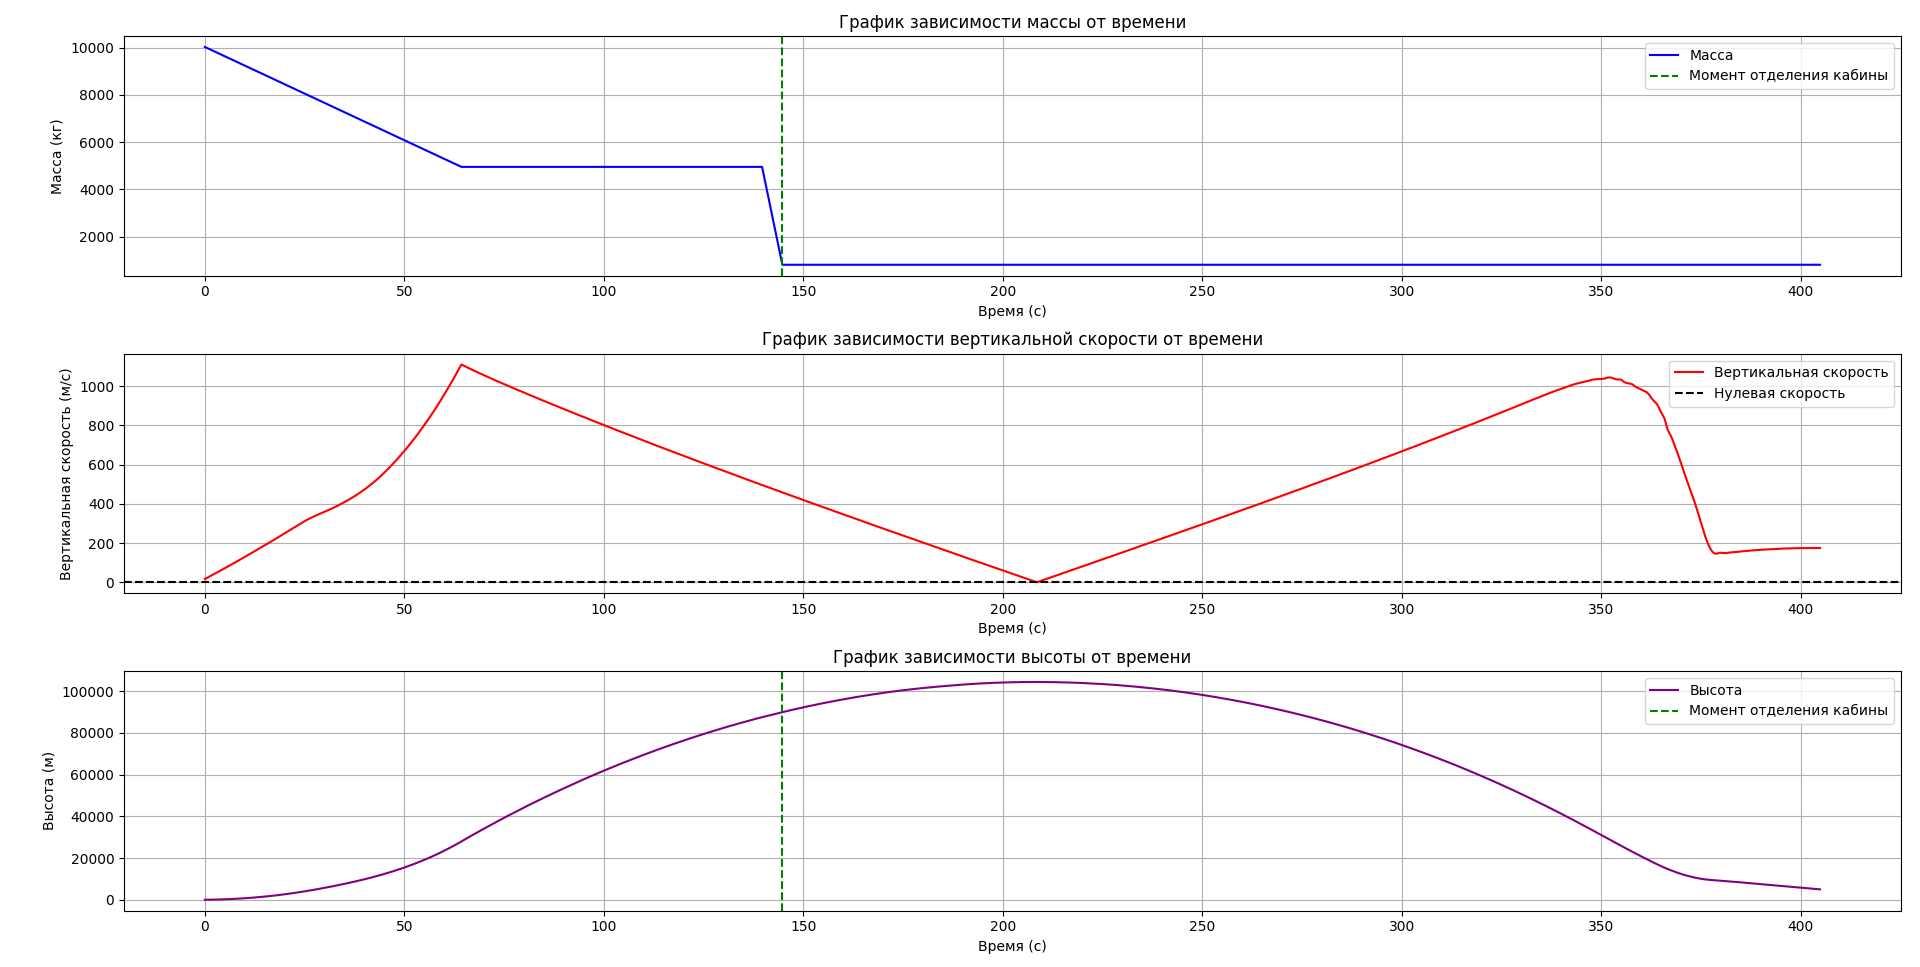 График зависимости массы от времени
Масса (кг)
10000
8000
6000
4000
2000
Масса
Момент отделения кабины
0 50 100 150 200 250 300 350 400
Время (с)
График зависимости вертикальной скорости от времени
Вертикальная скорость (м/с)
1000
800
600
400
200
0
Вертикальная скорость
Нулевая скорость
0 50 100 150 200 250 300 350 400
Время (с)
График зависимости высоты от времени
Высота (м)
100000
80000
60000
40000
20000
0
Высота
Момент отделения кабины
0 50 100 150 200 250 300 350 400
Время (с)